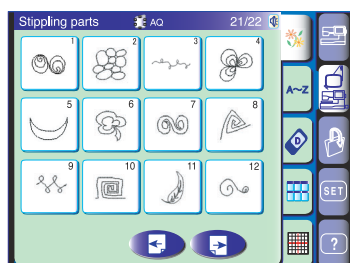 Stippling parts AQ 21/22
1 2 3 4
A~Z
5 6 7 8
D
9 10 11 12
SET
?